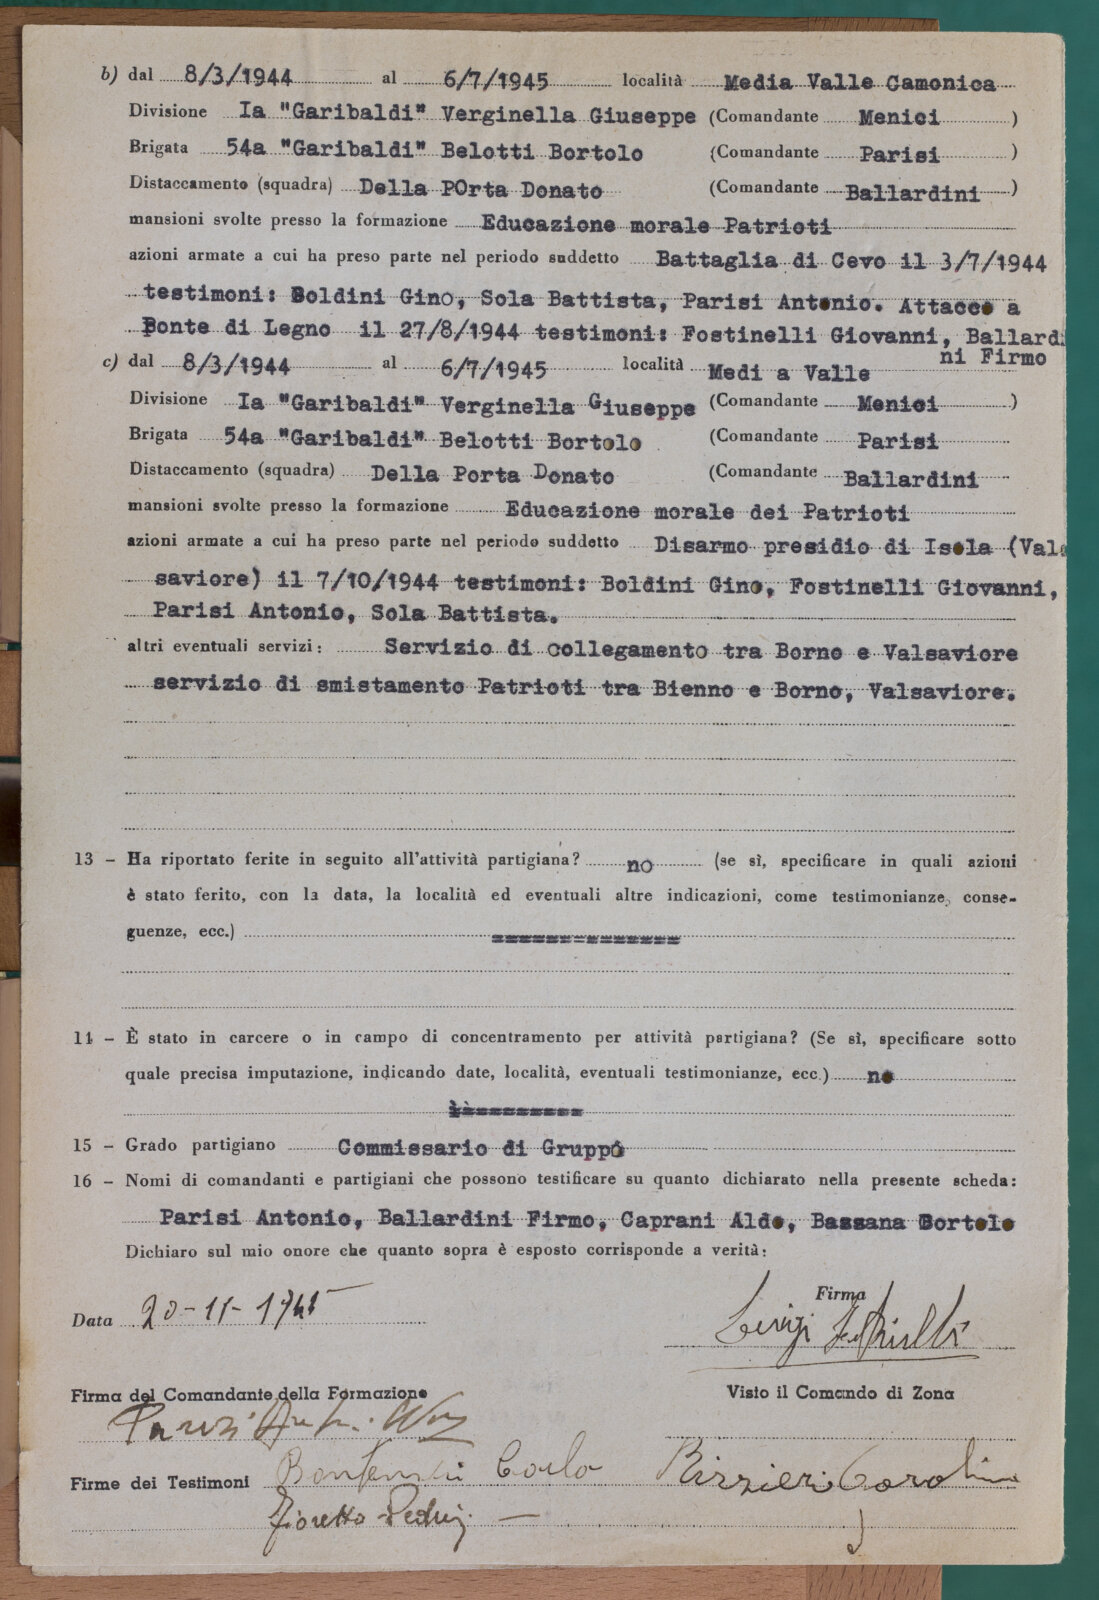 b) dal 8/3/1944 al 6/7/1945 località Media Valle Camonica
Divisione Ia "Garibaldi" Verginella Giuseppe (Comandante Menici )
Brigata 54a "Garibaldi" Belotti Bortolo (Comandante Parisi )
Distaccamento (squadra) Della POrta Donato (Comandante Ballardini )
mansioni svolte presso la formazione Educazione morale Patrioti
azioni armate a cui ha preso parte nel periodo suddetto Battaglia di Cevo il 3/7/1944
testimoni: Boldini Gino, Sola Battista, Parisi Antonio. Attacco a
Ponte di Legno il 27/8/1944 testimoni: Fostinelli Giovanni, Ballardi
ni Firmo
c) dal 8/3/1944 al 6/7/1945 località Medi a Valle
Divisione Ia "Garibaldi" Verginella Giuseppe (Comandante Menici )
Brigata 54a "Garibaldi" Belotti Bortolo (Comandante Parisi )
Distaccamento (squadra) Della Porta Donato (Comandante Ballardini )
mansioni svolte presso la formazione Educazione morale dei Patrioti
azioni armate a cui ha preso parte nel periodo suddetto Disarmo presidio di Isola (Val
saviore) il 7/10/1944 testimoni: Boldini Gino, Fostinelli Giovanni,
Parisi Antonio, Sola Battista.
altri eventuali servizi: Servizio di collegamento tra Borno e Valsaviore
servizio di smistamento Patrioti tra Bienno e Borno, Valsaviore.
13 – Ha riportato ferite in seguito all'attività partigiana? no (se sì, specificare in quali azioni
è stato ferito, con la data, la località ed eventuali altre indicazioni, come testimonianze, conse-
guenze, ecc.) ==============
14 – È stato in carcere o in campo di concentramento per attività partigiana? (Se sì, specificare sotto
quale precisa imputazione, indicando date, località, eventuali testimonianze, ecc.) no
==========
15 – Grado partigiano Commissario di Gruppo
16 – Nomi di comandanti e partigiani che possono testificare su quanto dichiarato nella presente scheda:
Parisi Antonio, Ballardini Firmo, Caprani Aldo, Bassana Bortolo
Dichiaro sul mio onore che quanto sopra è esposto corrisponde a verità:
Firma
Data 20-11-1945
Luigi
Firma del Comandante della Formazione Visto il Comando di Zona
Parisi
Firme dei Testimoni Carlo Rizzieri Carolina
Fioretto